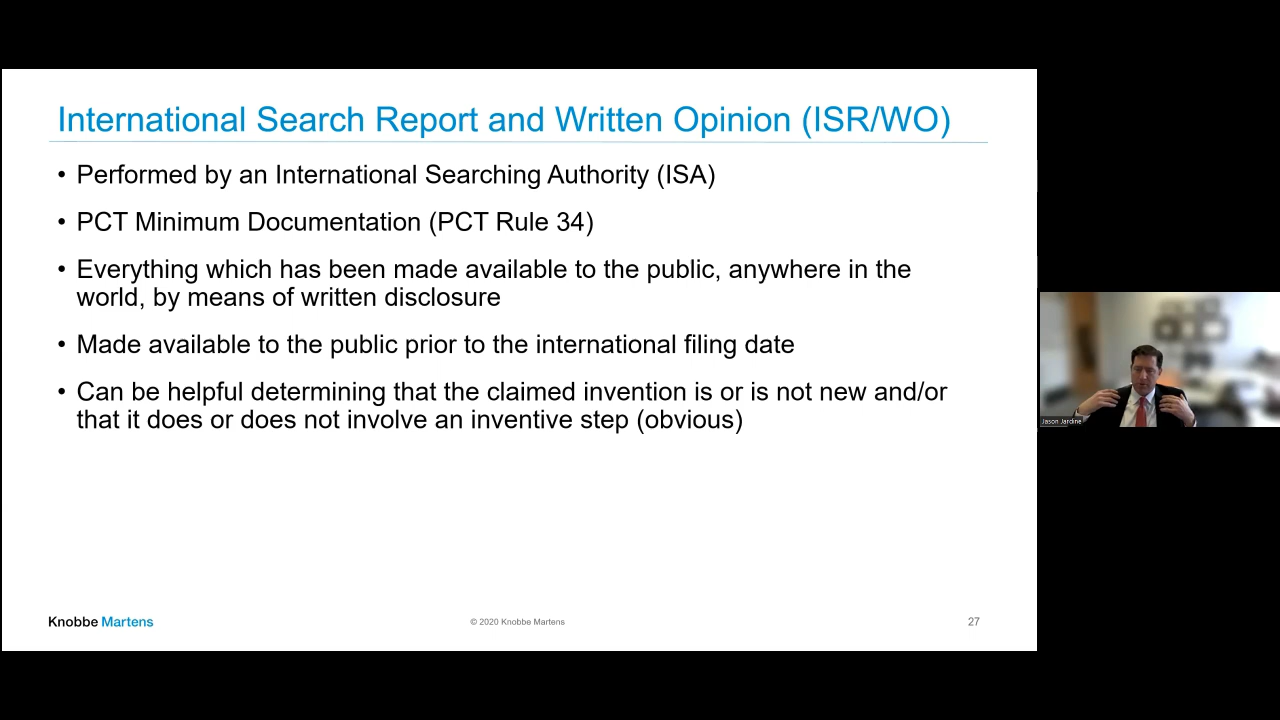 International Search Report and Written Opinion (ISR/WO)
• Performed by an International Searching Authority (ISA)
• PCT Minimum Documentation (PCT Rule 34)
• Everything which has been made available to the public, anywhere in the
world, by means of written disclosure
• Made available to the public prior to the international filing date
• Can be helpful determining that the claimed invention is or is not new and/or
that it does or does not involve an inventive step (obvious)
Jason Jardine
Knobbe Martens
© 2020 Knobbe Martens
27